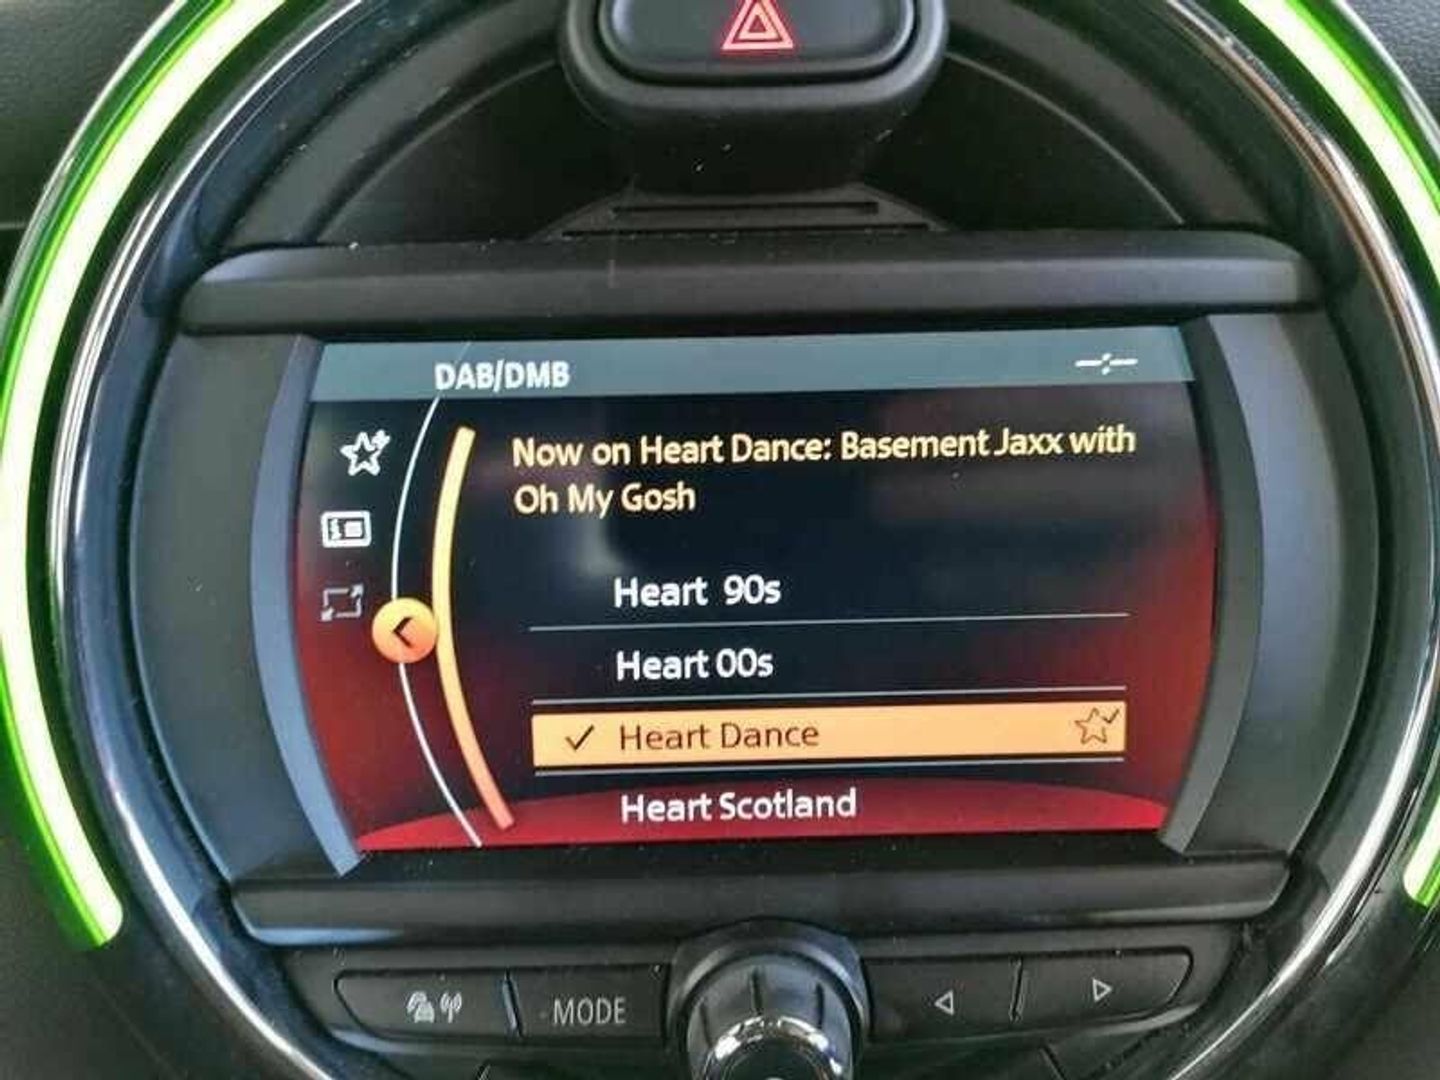 DAB/DMB
Now on Heart Dance: Basement Jaxx with
Oh My Gosh
Heart 90s
Heart 00s
Heart Dance
Heart Scotland
MODE